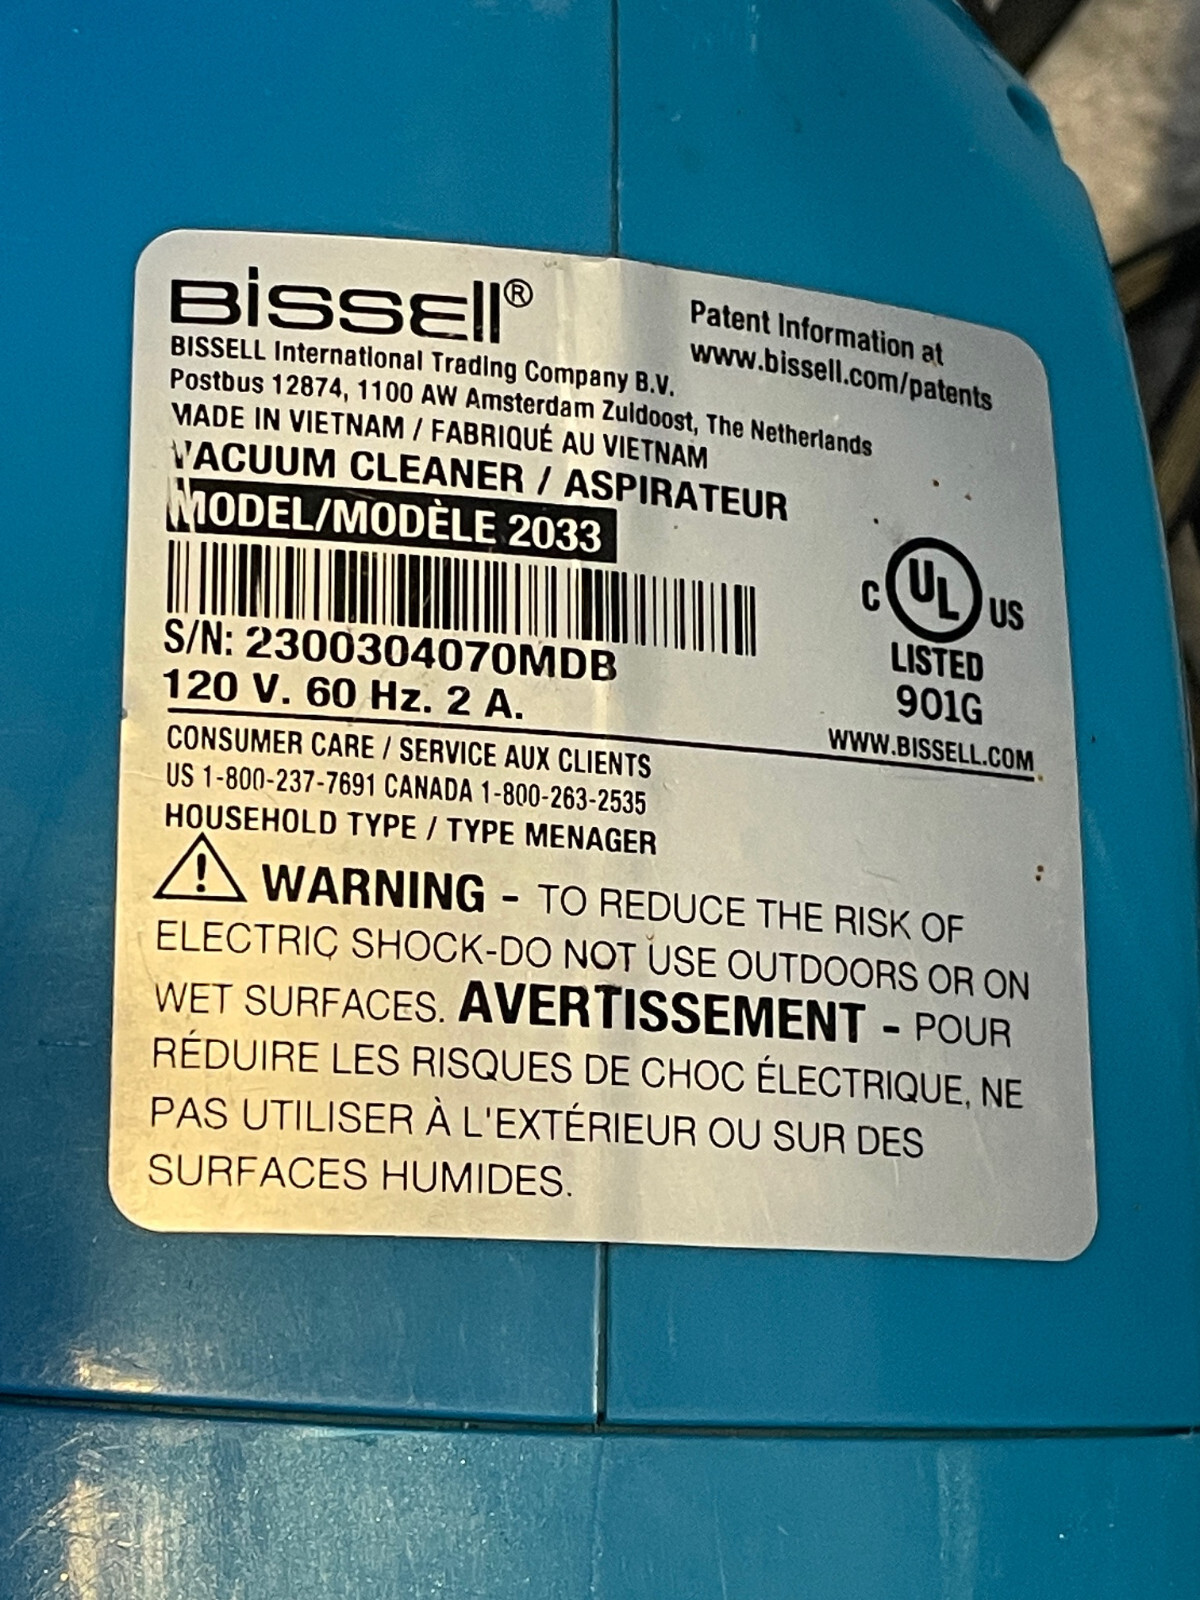 BISSELL®
Patent Information at
www.bissell.com/patents
BISSELL International Trading Company B.V.
Postbus 12874, 1100 AW Amsterdam Zuidoost, The Netherlands
MADE IN VIETNAM / FABRIQUÉ AU VIETNAM
VACUUM CLEANER / ASPIRATEUR
MODEL/MODÈLE 2033
S/N: 2300304070MDB
120 V. 60 Hz. 2 A.
C UL US
LISTED
901G
WWW.BISSELL.COM
CONSUMER CARE / SERVICE AUX CLIENTS
US 1-800-237-7691 CANADA 1-800-263-2535
HOUSEHOLD TYPE / TYPE MENAGER
! WARNING - TO REDUCE THE RISK OF
ELECTRIC SHOCK-DO NOT USE OUTDOORS OR ON
WET SURFACES. AVERTISSEMENT - POUR
RÉDUIRE LES RISQUES DE CHOC ÉLECTRIQUE, NE
PAS UTILISER À L'EXTÉRIEUR OU SUR DES
SURFACES HUMIDES.